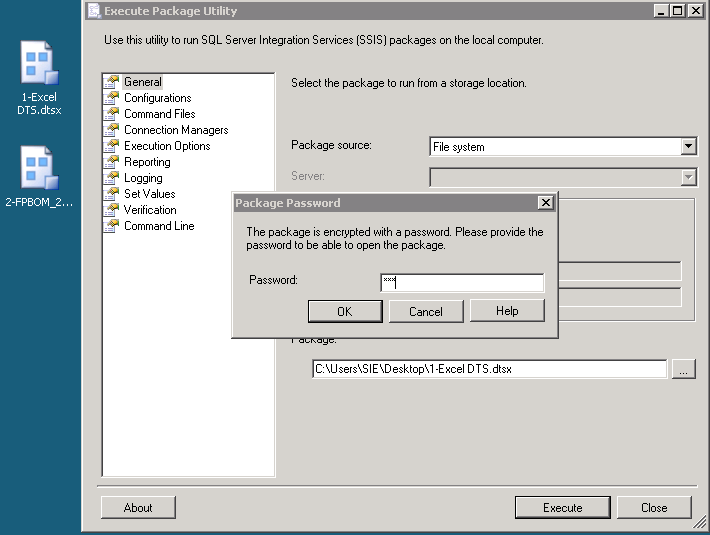 Execute Package Utility
Use this utility to run SQL Server Integration Services (SSIS) packages on the local computer.
1-Excel
DTS.dtsx
2-FPBOM_2...
General
Configurations
Command Files
Connection Managers
Execution Options
Reporting
Logging
Set Values
Verification
Command Line
Select the package to run from a storage location.
Package source:
File system
Server:
Package Password
The package is encrypted with a password. Please provide the
password to be able to open the package.
Password:
***
OK
Cancel
Help
Package:
C:\Users\SIE\Desktop\1-Excel DTS.dtsx
...
About
Execute
Close